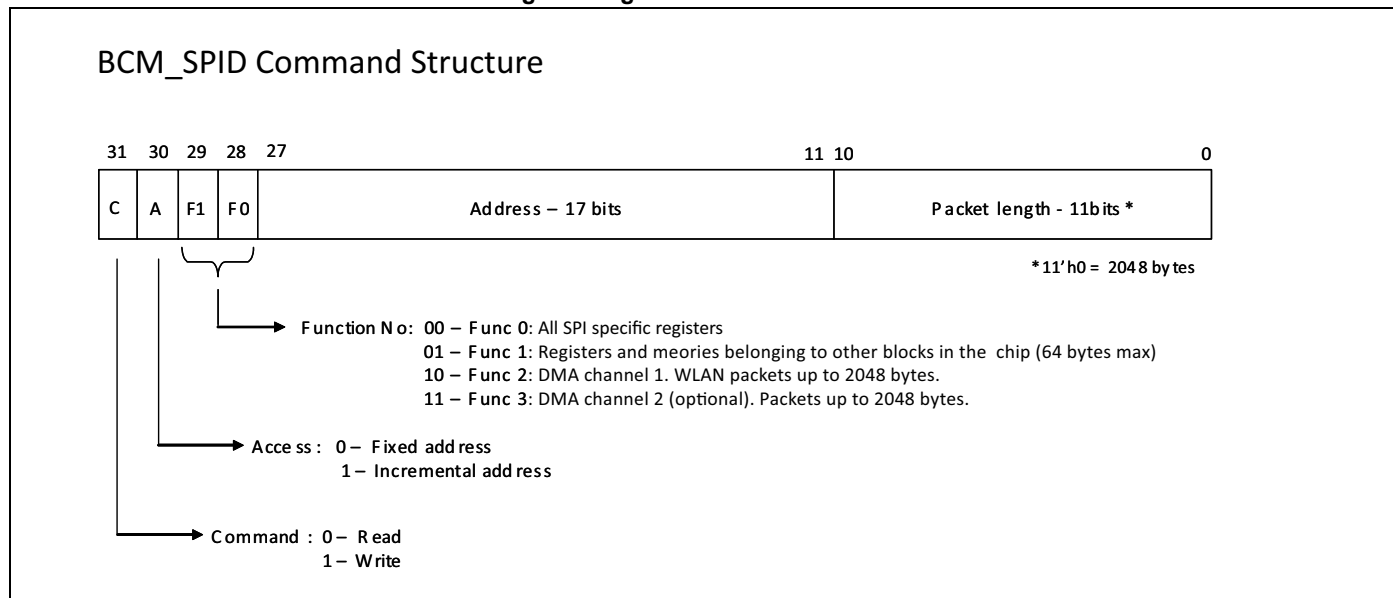 BCM_SPID Command Structure
31 30 29 28 27 11 10 0
C A F1 F0 Address – 17 bits Packet length - 11bits *
*11'h0 = 2048 bytes
Function No: 00 – Func 0: All SPI specific registers
01 – Func 1: Registers and meories belonging to other blocks in the chip (64 bytes max)
10 – Func 2: DMA channel 1. WLAN packets up to 2048 bytes.
11 – Func 3: DMA channel 2 (optional). Packets up to 2048 bytes.
Access: 0 – Fixed address
1 – Incremental address
Command : 0 – Read
1 – Write